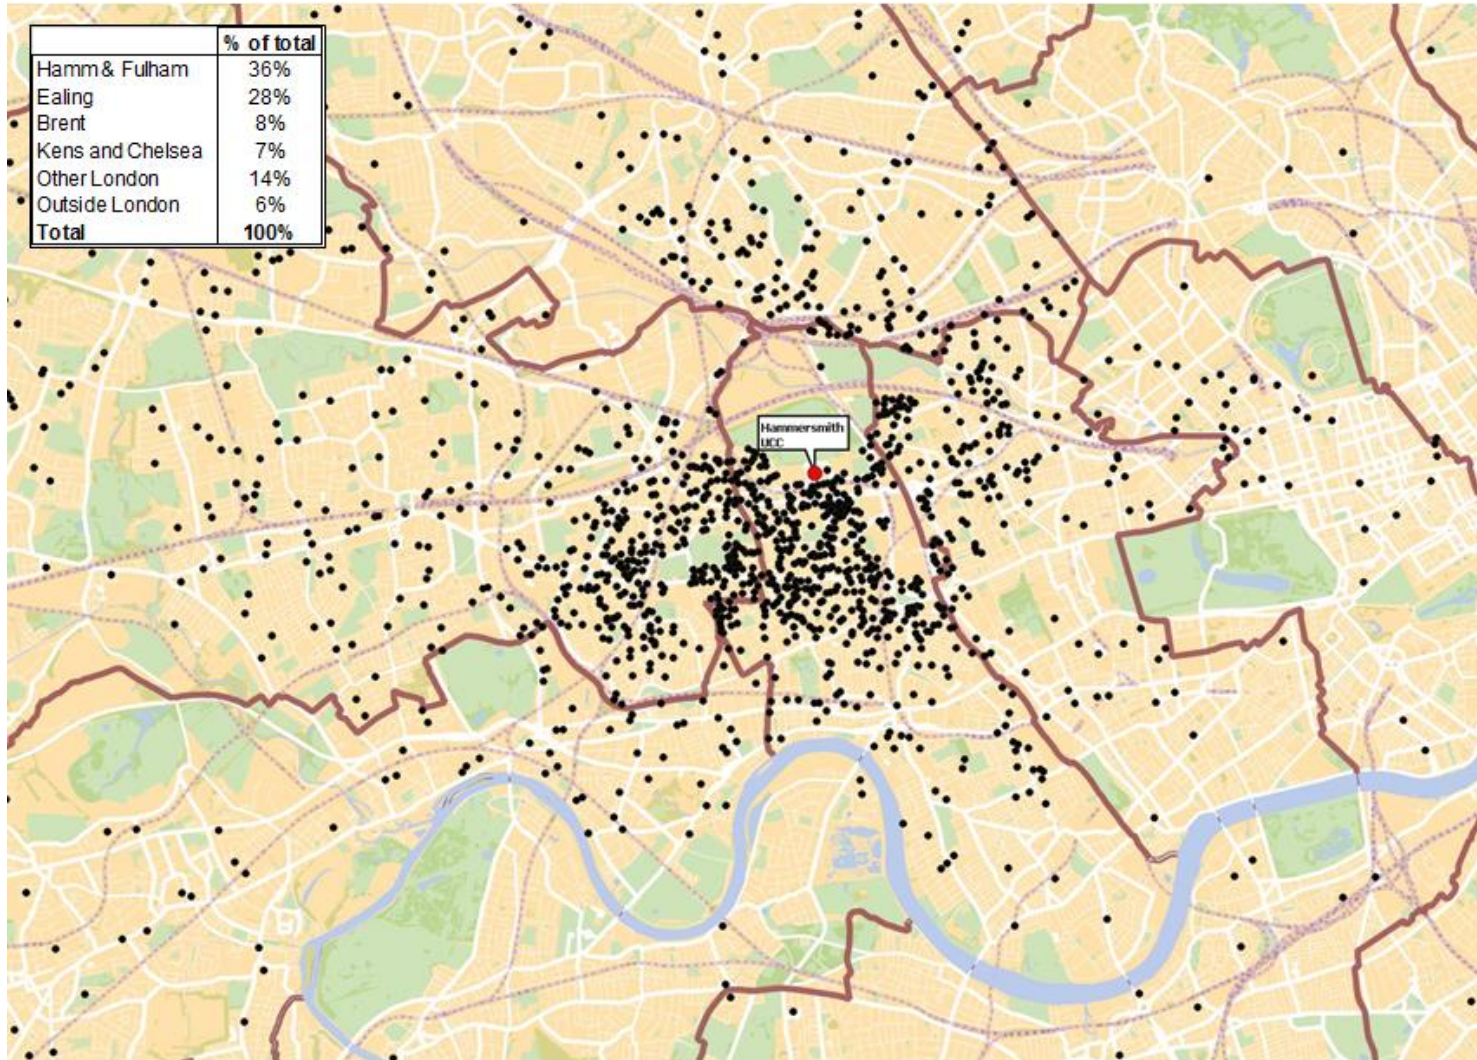 % of total
Hamm & Fulham 36%
Ealing 28%
Brent 8%
Kens and Chelsea 7%
Other London 14%
Outside London 6%
Total 100%
Hammersmith
UCC